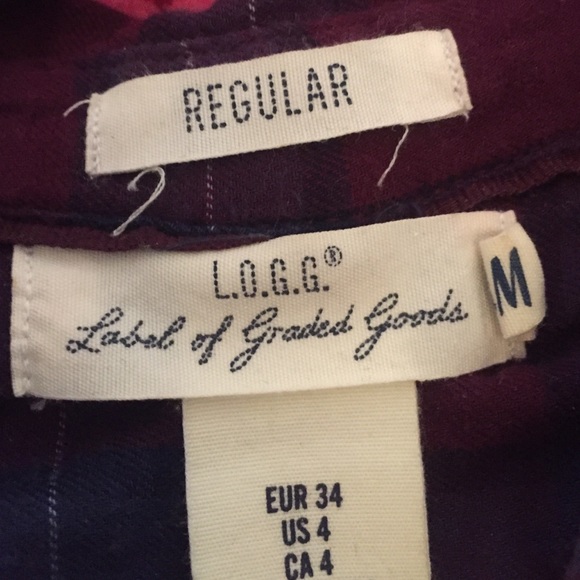 REGULAR
L.O.G.G.®
Label of Graded Goods
M
EUR 34
US 4
CA 4